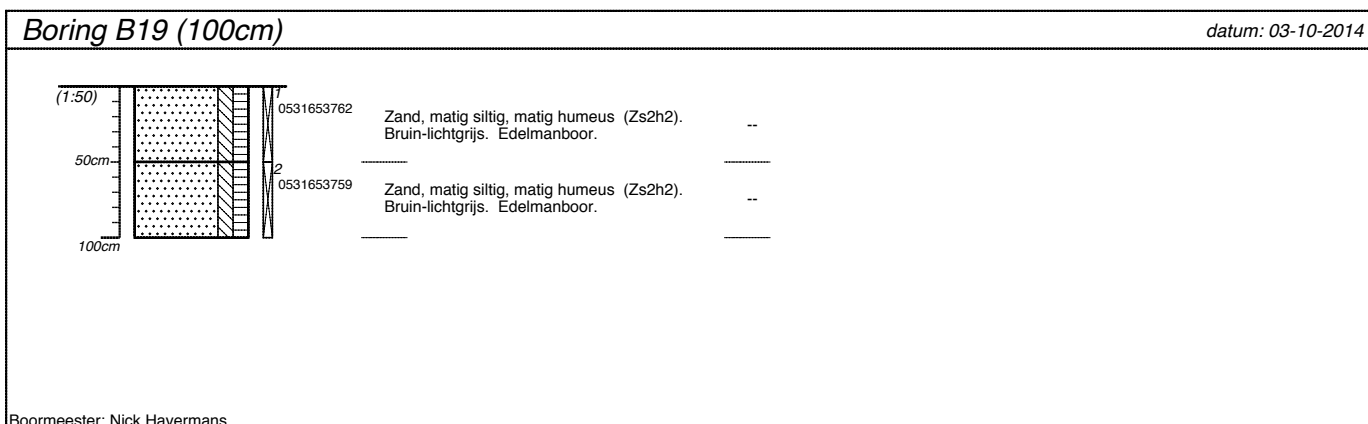 Boring B19 (100cm)
datum: 03-10-2014
(1:50)
1
0531653762
Zand, matig siltig, matig humeus (Zs2h2).
Bruin-lichtgrijs. Edelmanboor.
--
50cm
2
0531653759
Zand, matig siltig, matig humeus (Zs2h2).
Bruin-lichtgrijs. Edelmanboor.
--
100cm
Boormeester: Nick Havermans